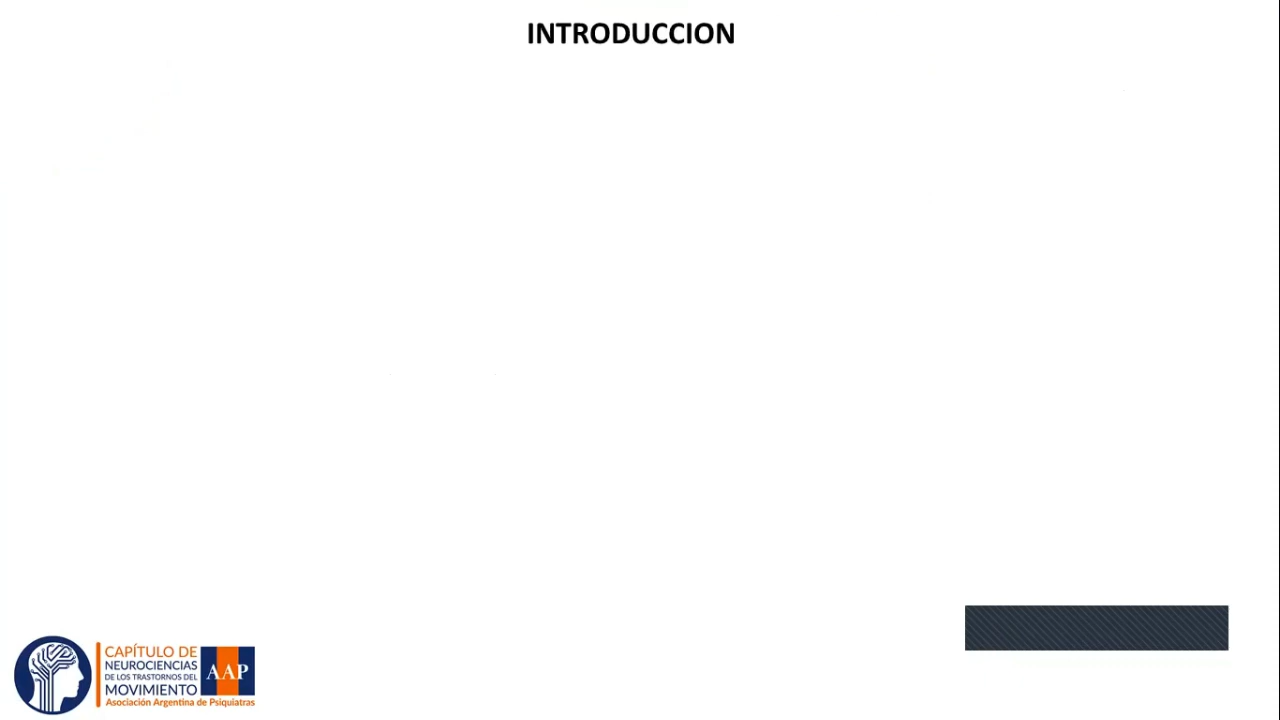 INTRODUCCION
CAPÍTULO DE
NEUROCIENCIAS
DE LOS TRASTORNOS DEL
MOVIMIENTO
AAP
Asociación Argentina de Psiquiatras